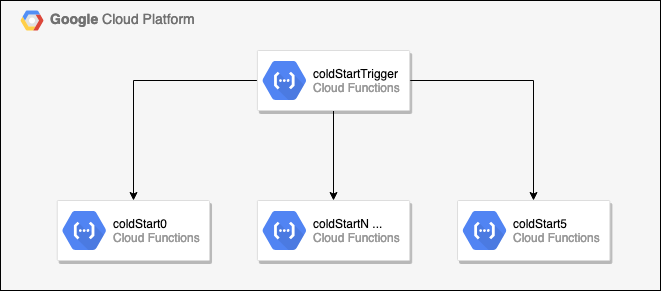 Google Cloud Platform
coldStartTrigger
Cloud Functions
coldStart0
Cloud Functions
coldStartN ...
Cloud Functions
coldStart5
Cloud Functions